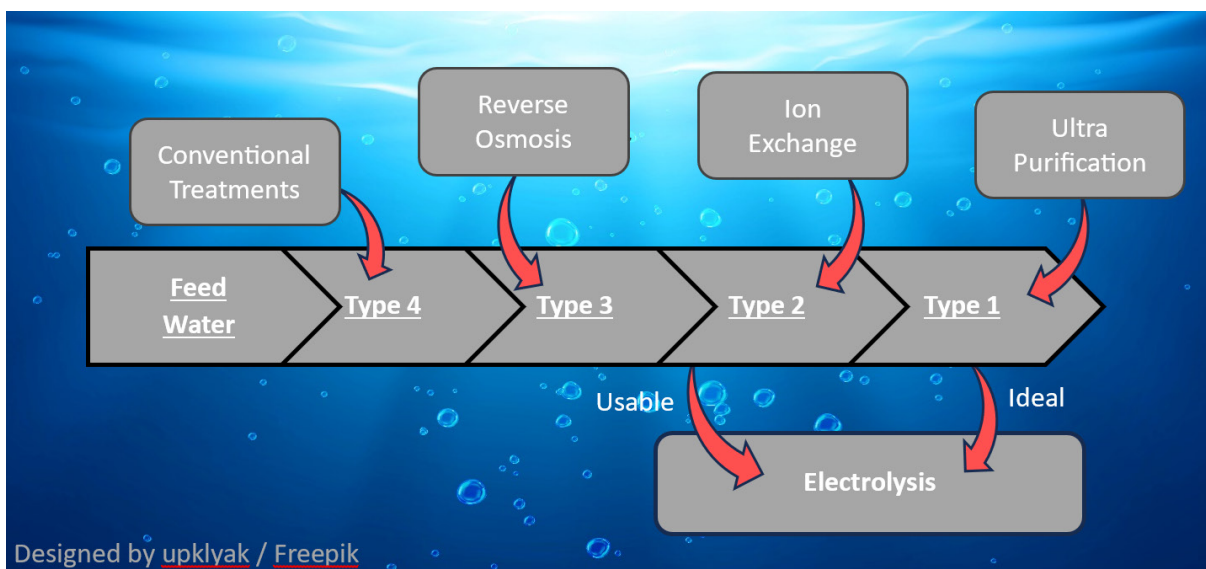 Conventional
Treatments
Reverse
Osmosis
Ion
Exchange
Ultra
Purification
Feed
Water
Type 4
Type 3
Type 2
Type 1
Usable
Ideal
Electrolysis
Designed by upklyak / Freepik